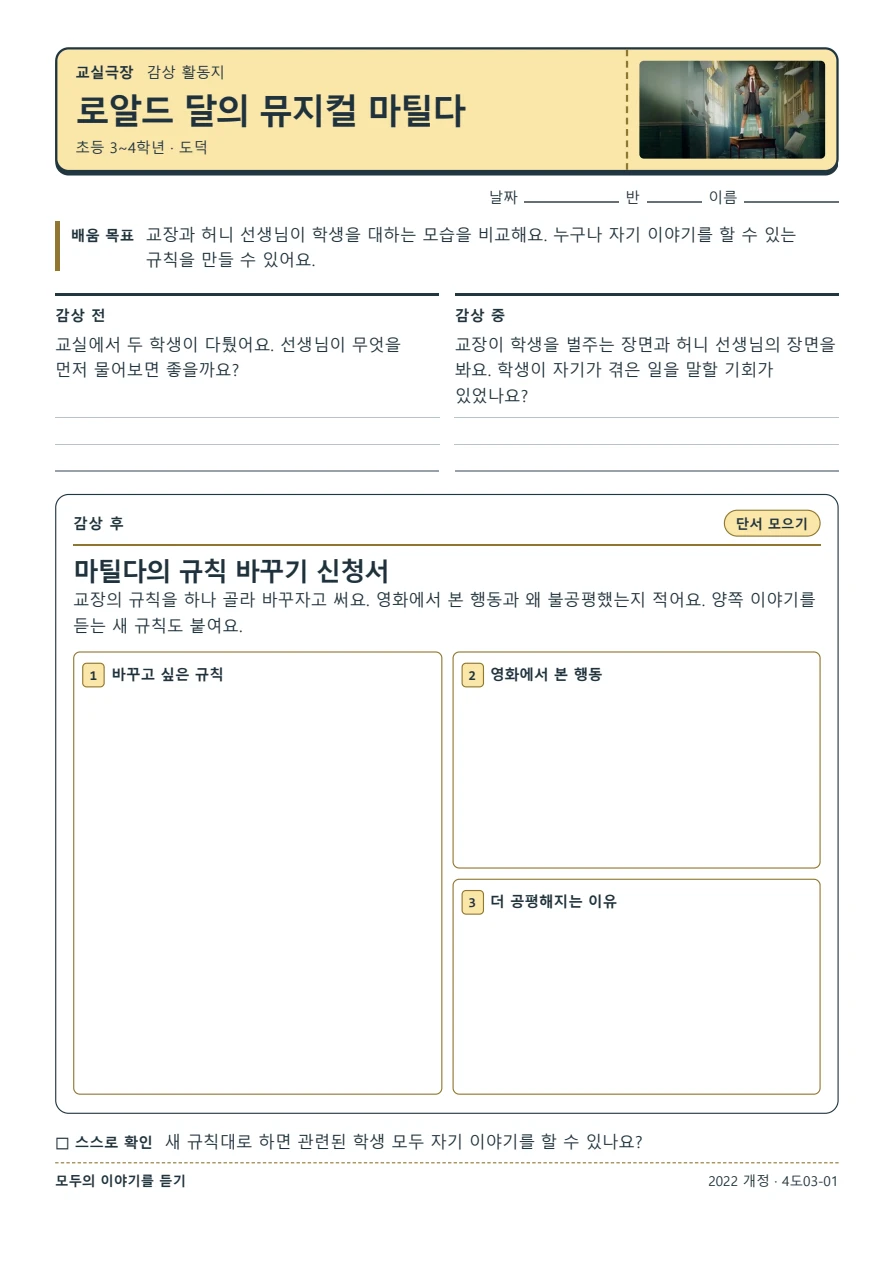 교실극장 감상 활동지
로알드 달의 뮤지컬 마틸다
초등 3~4학년 · 도덕
날짜 반 이름
배움 목표 교장과 허니 선생님이 학생을 대하는 모습을 비교해요. 누구나 자기 이야기를 할 수 있는
규칙을 만들 수 있어요.
감상 전
교실에서 두 학생이 다퉜어요. 선생님이 무엇을
먼저 물어보면 좋을까요?
감상 중
교장이 학생을 벌주는 장면과 허니 선생님의 장면을
봐요. 학생이 자기가 겪은 일을 말할 기회가
있었나요?
감상 후
단서 모으기
마틸다의 규칙 바꾸기 신청서
교장의 규칙을 하나 골라 바꾸자고 써요. 영화에서 본 행동과 왜 불공평했는지 적어요. 양쪽 이야기를
듣는 새 규칙도 붙여요.
1 바꾸고 싶은 규칙
2 영화에서 본 행동
3 더 공평해지는 이유
□ 스스로 확인 새 규칙대로 하면 관련된 학생 모두 자기 이야기를 할 수 있나요?
모두의 이야기를 듣기
2022 개정 · 4도03-01